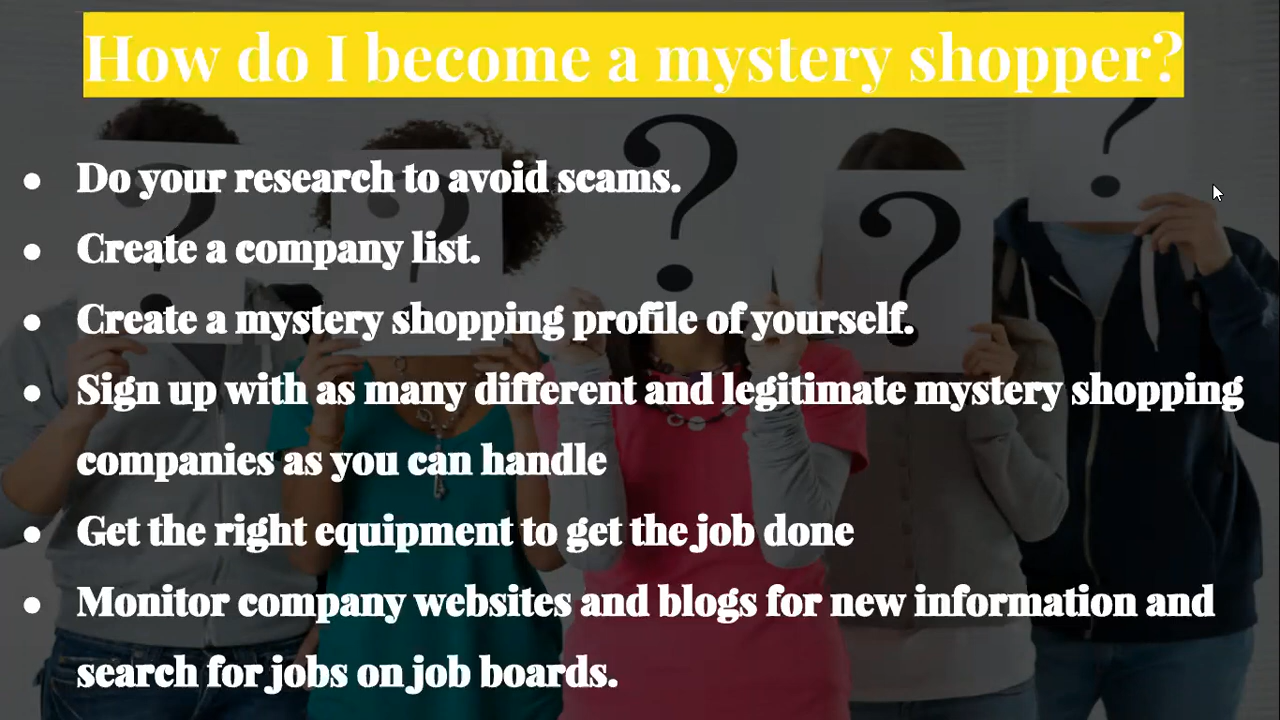 How do I become a mystery shopper?
• Do your research to avoid scams.
• Create a company list.
• Create a mystery shopping profile of yourself.
• Sign up with as many different and legitimate mystery shopping
companies as you can handle
• Get the right equipment to get the job done
• Monitor company websites and blogs for new information and
search for jobs on job boards.
? ? ? ? ?